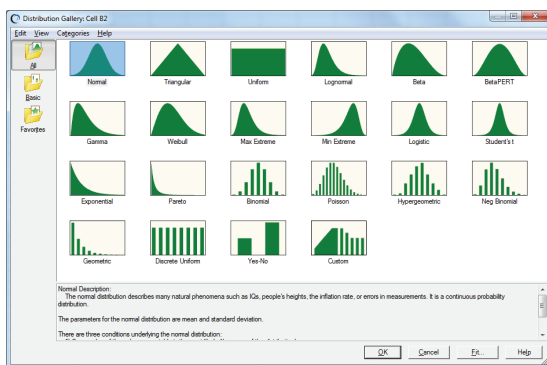 Distribution Gallery: Cell B2
Edit View Categories Help
All
Basic
Favorites
Normal Triangular Uniform Lognormal Beta BetaPERT
Gamma Weibull Max Extreme Min Extreme Logistic Student's t
Exponential Pareto Binomial Poisson Hypergeometric Neg Binomial
Geometric Discrete Uniform Yes-No Custom
Normal Description:
The normal distribution describes many natural phenomena such as IQs, people's heights, the inflation rate, or errors in measurements. It is a continuous probability
distribution.
The parameters for the normal distribution are mean and standard deviation.
There are three conditions underlying the normal distribution:
OK Cancel Fit... Help